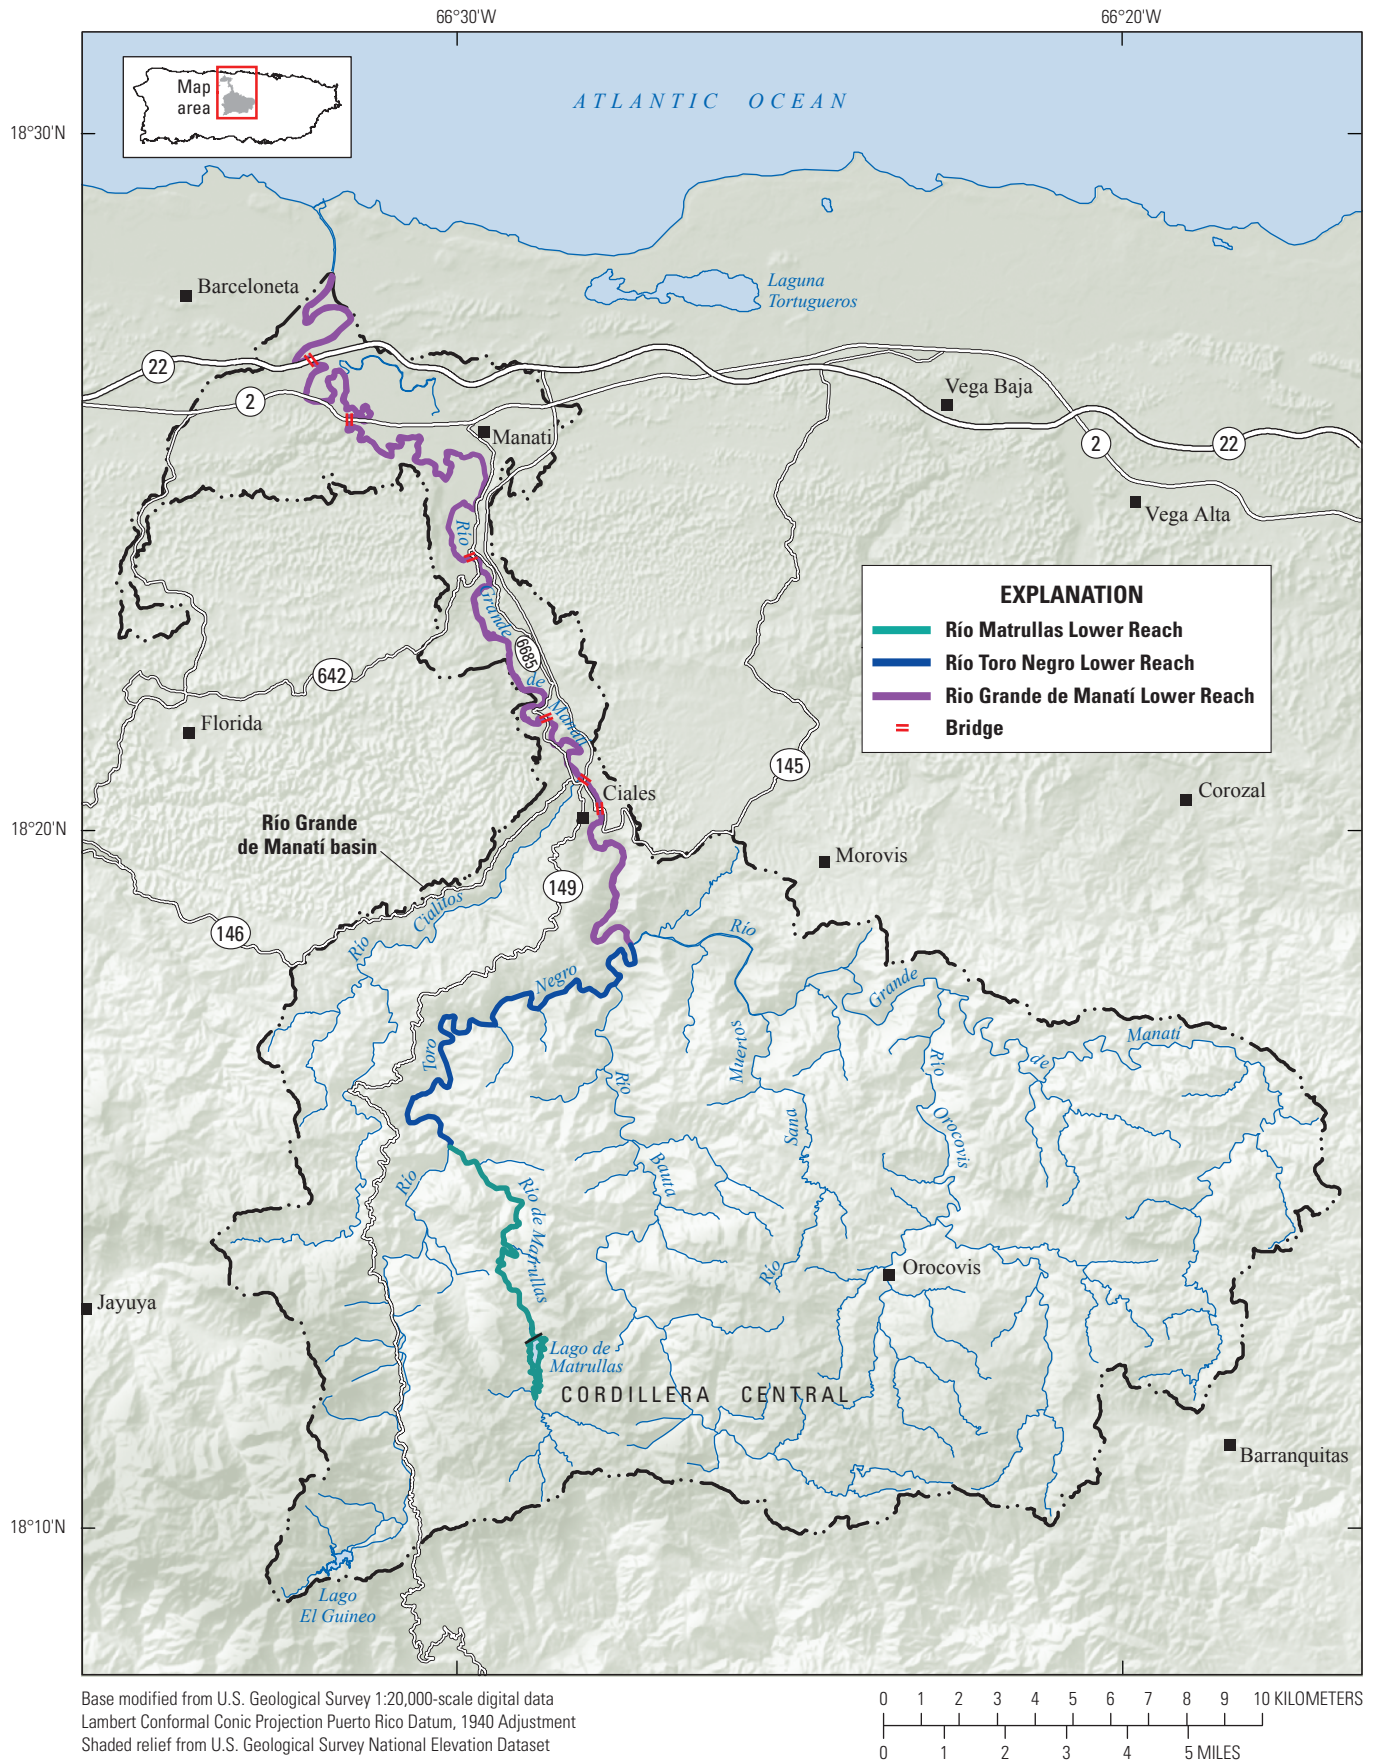 66°30'W
66°20'W
Map
area
ATLANTIC OCEAN
18°30'N
Barceloneta
Laguna
Tortugueros
22
2
Vega Baja
Manati
2
22
Vega Alta
Río
Grande
6685
de
Manatí
EXPLANATION
Río Matrullas Lower Reach
Río Toro Negro Lower Reach
Rio Grande de Manatí Lower Reach
Bridge
642
Florida
145
Ciales
Corozal
18°20'N
Río Grande
de Manatí basin
Morovis
149
146
Río
Cialitos
Negro
Río
Grande
Toro
Muertos
Río
de
Manatí
Río
Orocovis
Sana
Bauta
Río
Río de Matrullas
Río
Orocovis
Jayuya
Lago de
Matrullas
CORDILLERA CENTRAL
Barranquitas
18°10'N
Lago
El Guineo
Base modified from U.S. Geological Survey 1:20,000-scale digital data
Lambert Conformal Conic Projection Puerto Rico Datum, 1940 Adjustment
Shaded relief from U.S. Geological Survey National Elevation Dataset
0 1 2 3 4 5 6 7 8 9 10 KILOMETERS
0 1 2 3 4 5 MILES